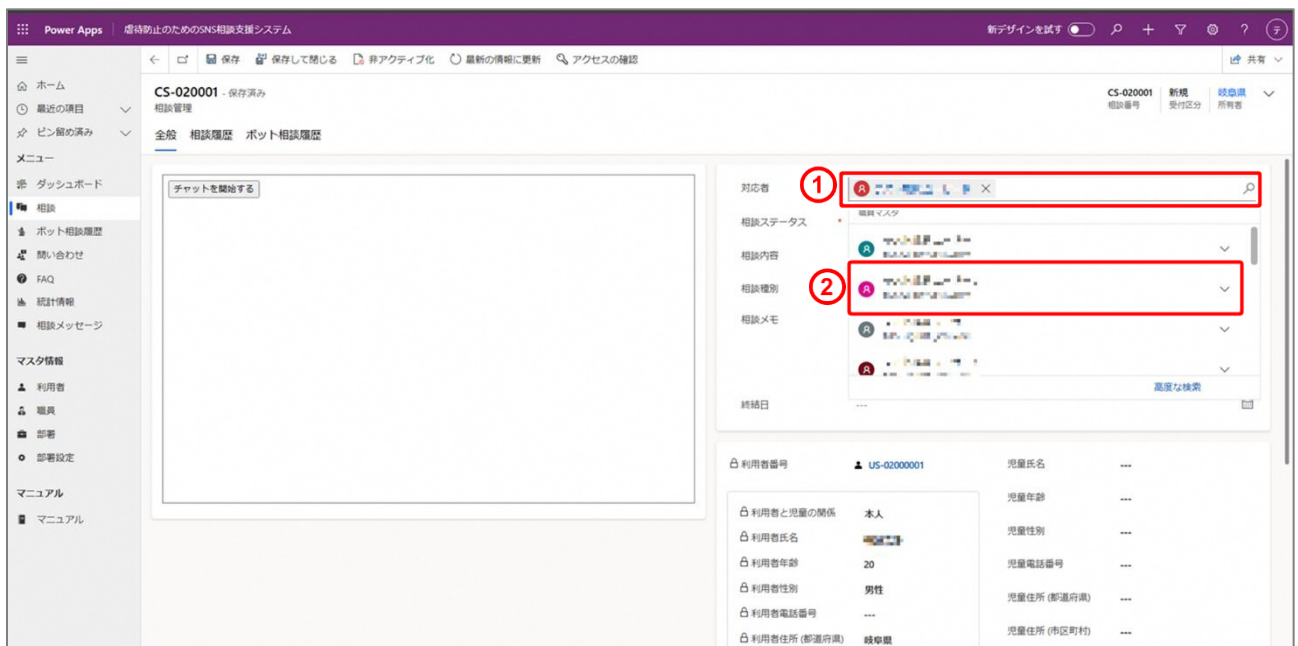 Power Apps 虐待防止のためのSNS相談支援システム 新デザインを試す
保存 保存して閉じる 非アクティブ化 最新の情報に更新 アクセスの確認 共有
ホーム
最近の項目
ピン留め済み
メニュー
ダッシュボード
相談
ボット相談履歴
問い合わせ
FAQ
統計情報
相談メッセージ
マスタ情報
利用者
職員
部署
部署設定
マニュアル
マニュアル
CS-020001 - 保存済み
相談管理
CS-020001 新規 岐阜県
相談番号 受付区分 所有者
全般 相談履歴 ボット相談履歴
チャットを開始する
対応者 ①
職員マスタ
相談ステータス *
相談内容
相談種別 ②
相談メモ
高度な検索
終結日 ---
利用者番号 US-02000001
利用者と児童の関係 本人
利用者氏名
利用者年齢 20
利用者性別 男性
利用者電話番号 ---
利用者住所 (都道府県) 岐阜県
児童氏名 ---
児童年齢 ---
児童性別 ---
児童電話番号 ---
児童住所 (都道府県) ---
児童住所 (市区町村) ---